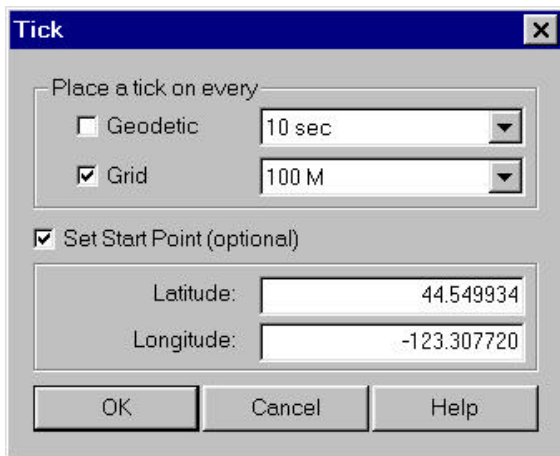 Tick
Place a tick on every
Geodetic 10 sec
Grid 100 M
Set Start Point (optional)
Latitude: 44.549934
Longitude: -123.307720
OK Cancel Help